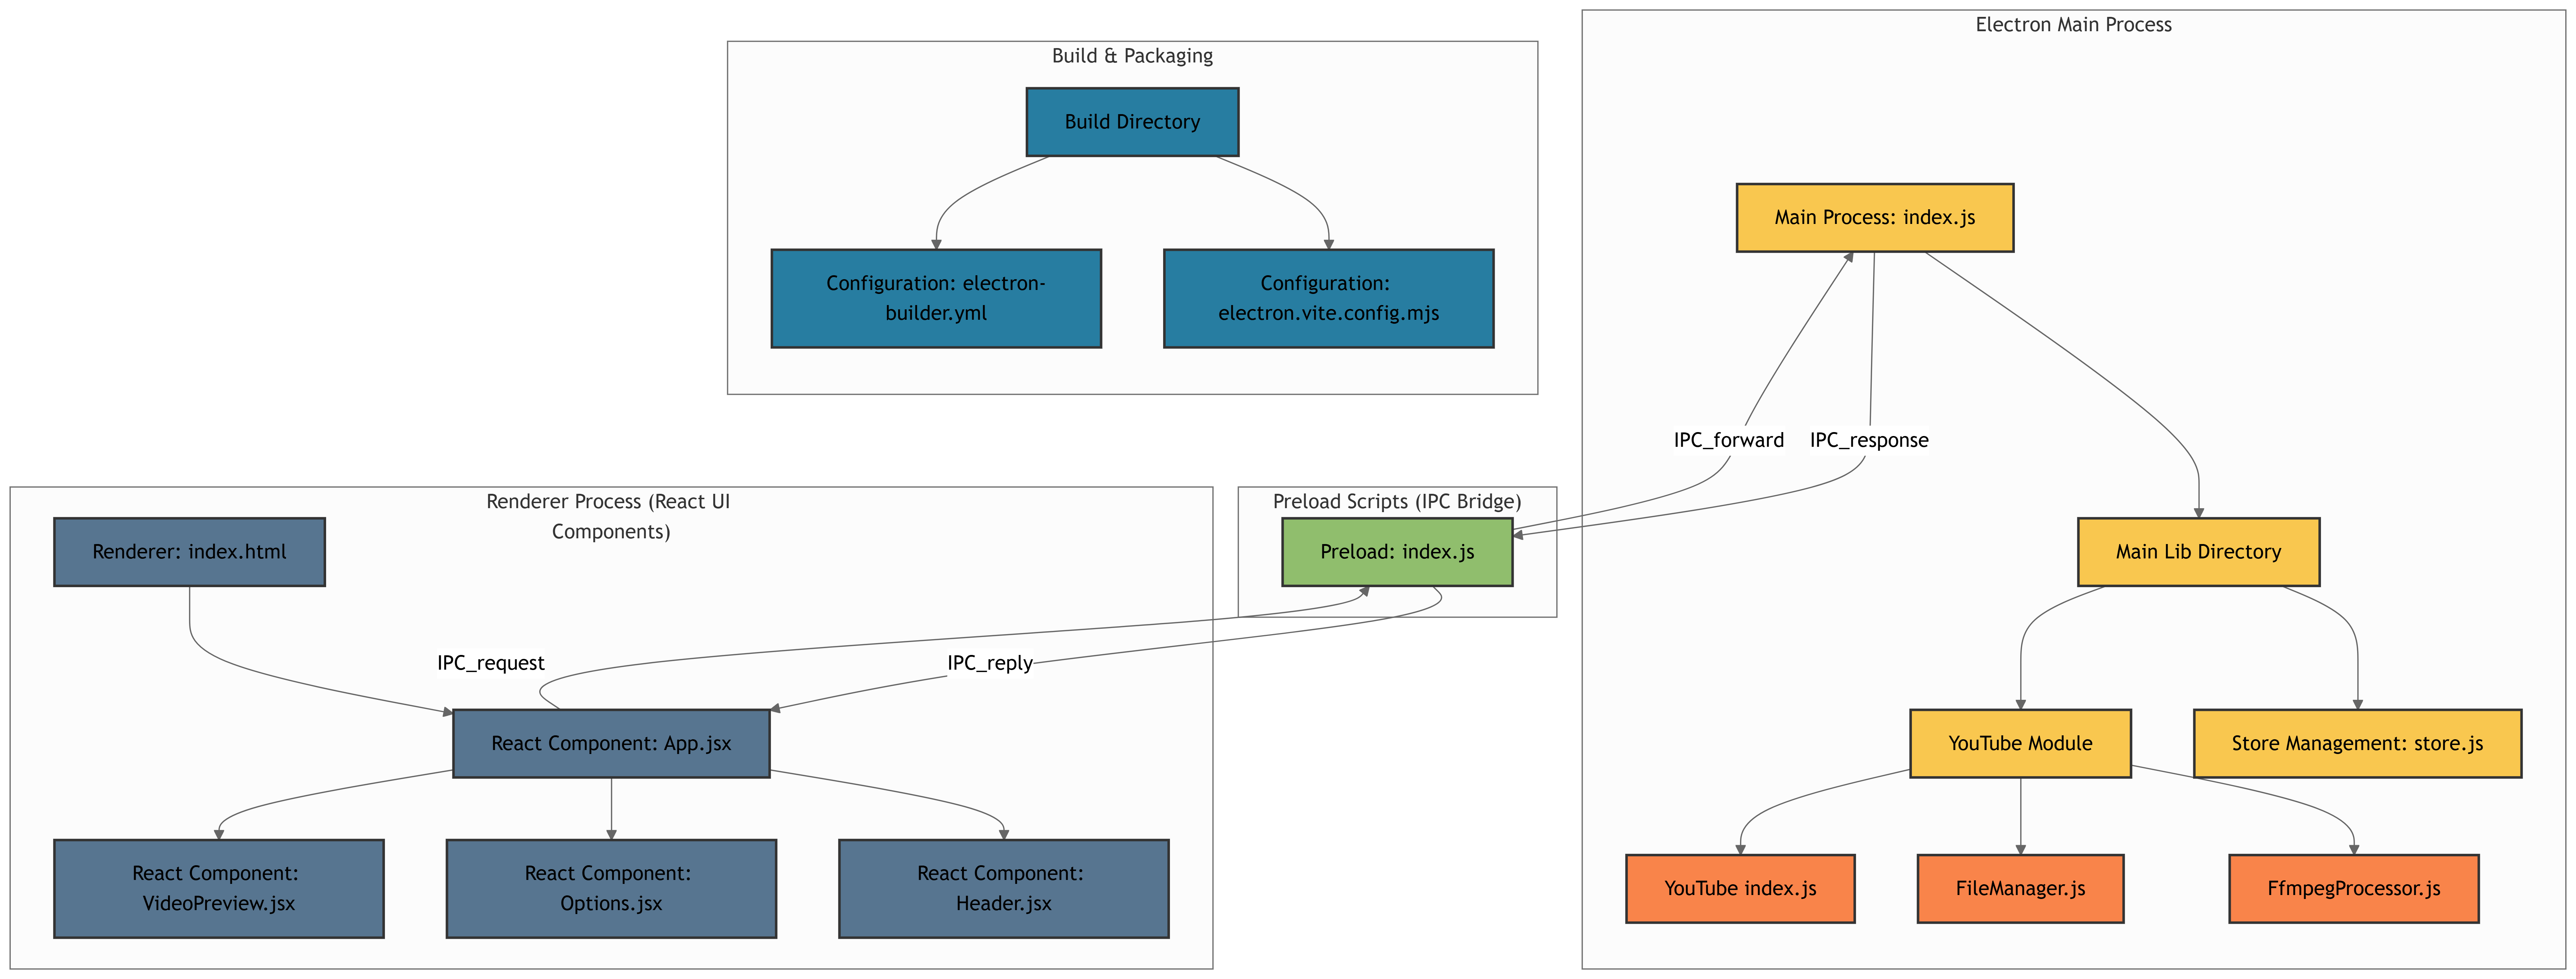 Electron Main Process
Build & Packaging
Build Directory
Main Process: index.js
Configuration: electron-
builder.yml
Configuration:
electron.vite.config.mjs
IPC_forward
IPC_response
Renderer Process (React UI
Components)
Preload Scripts (IPC Bridge)
Renderer: index.html
Preload: index.js
Main Lib Directory
IPC_request
IPC_reply
React Component: App.jsx
YouTube Module
Store Management: store.js
React Component:
VideoPreview.jsx
React Component:
Options.jsx
React Component:
Header.jsx
YouTube index.js
FileManager.js
FfmpegProcessor.js